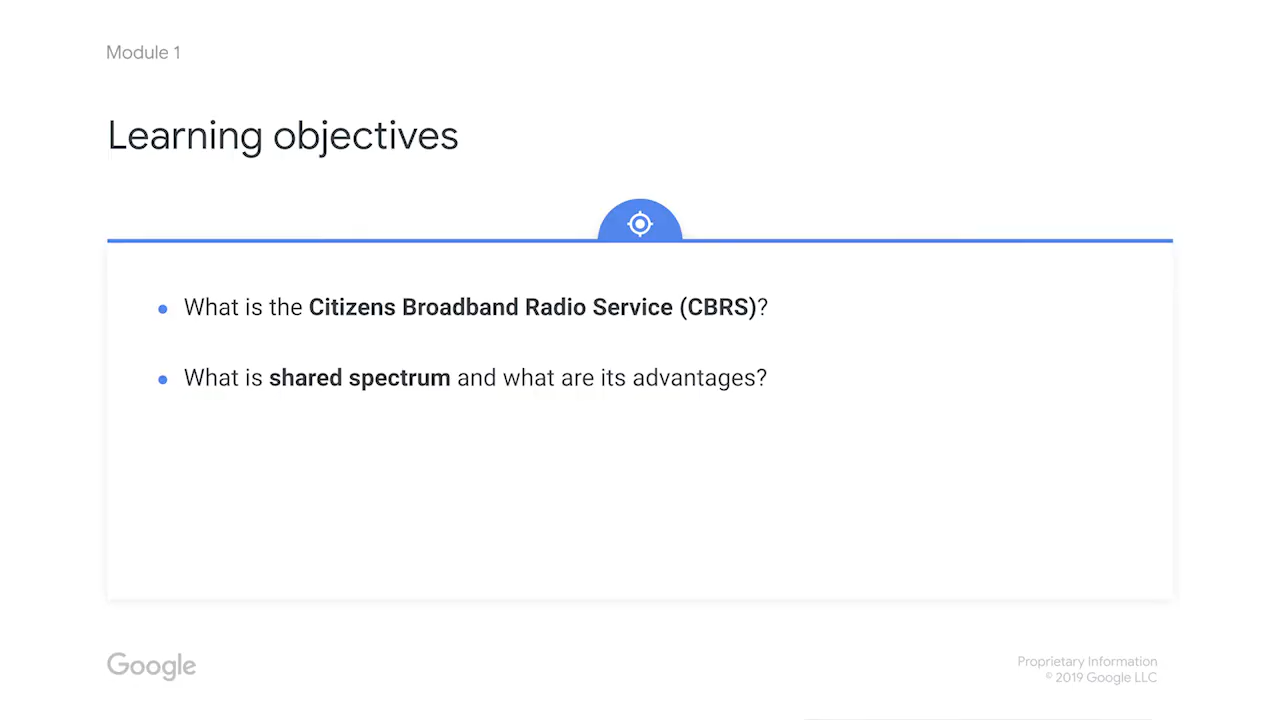 Module 1
Learning objectives
What is the Citizens Broadband Radio Service (CBRS)?
What is shared spectrum and what are its advantages?
Google
Proprietary Information
© 2019 Google LLC